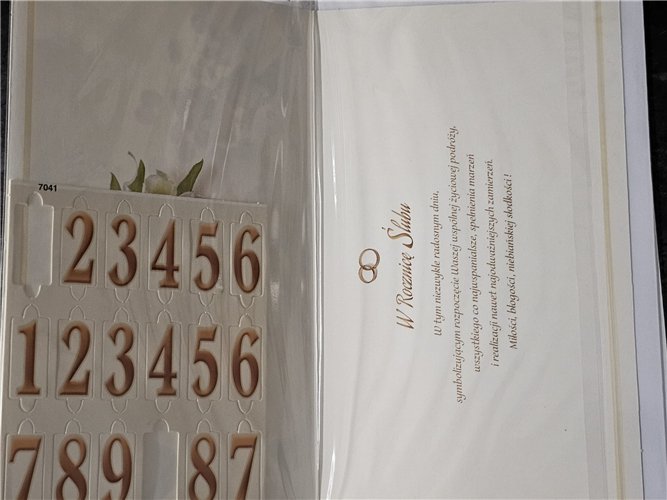 7041
2 3 4 5 6
1 2 3 4 5 6
7 8 9 8 7
W Rocznicę Ślubu
W tym niezwykle radosnym dniu,
symbolizującym rozpoczęcie Waszej wspólnej życiowej podróży,
wszystkiego co najwspanialsze, spełnienia marzeń
i realizacji nawet najodważniejszych zamierzeń.
Miłości, błogości, niebiańskiej słodkości !